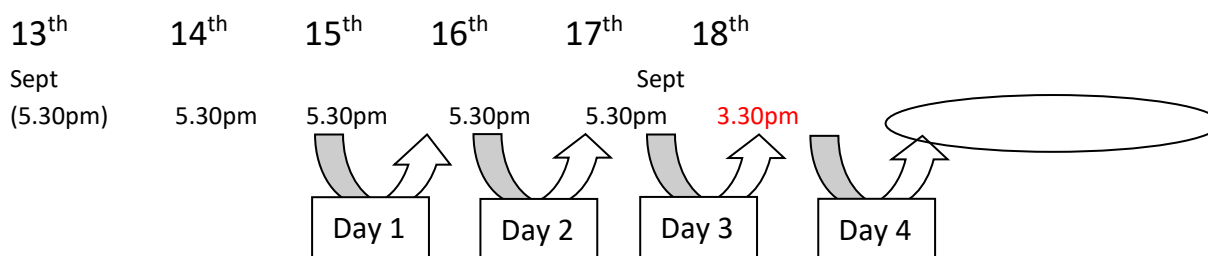 13th 14th 15th 16th 17th 18th
Sept Sept
(5.30pm) 5.30pm 5.30pm 5.30pm 5.30pm 3.30pm
Day 1 Day 2 Day 3 Day 4